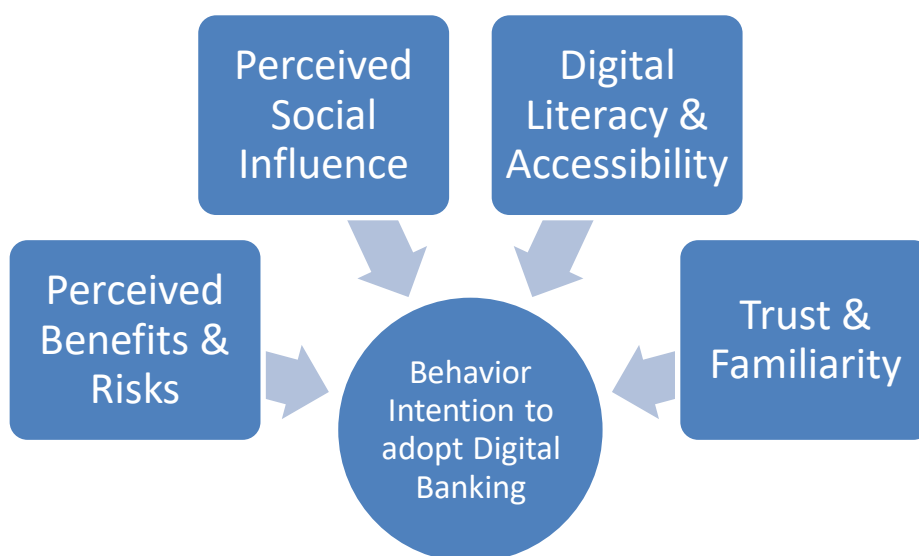 Perceived
Social
Influence
Digital
Literacy &
Accessibility
Perceived
Benefits &
Risks
Trust &
Familiarity
Behavior
Intention to
adopt Digital
Banking